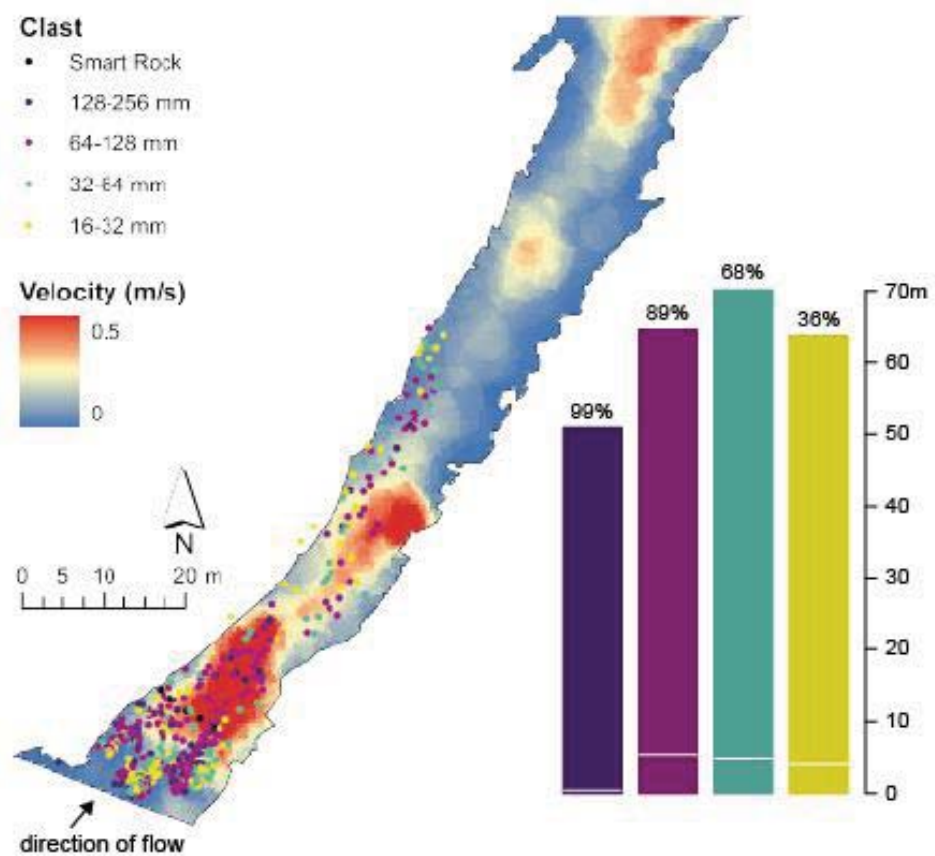 Clast
Smart Rock
128-256 mm
64-128 mm
32-64 mm
16-32 mm
Velocity (m/s)
0.5
0
N
0 5 10 20 m
direction of flow
99%
89%
68%
36%
70m
60
50
40
30
20
10
0